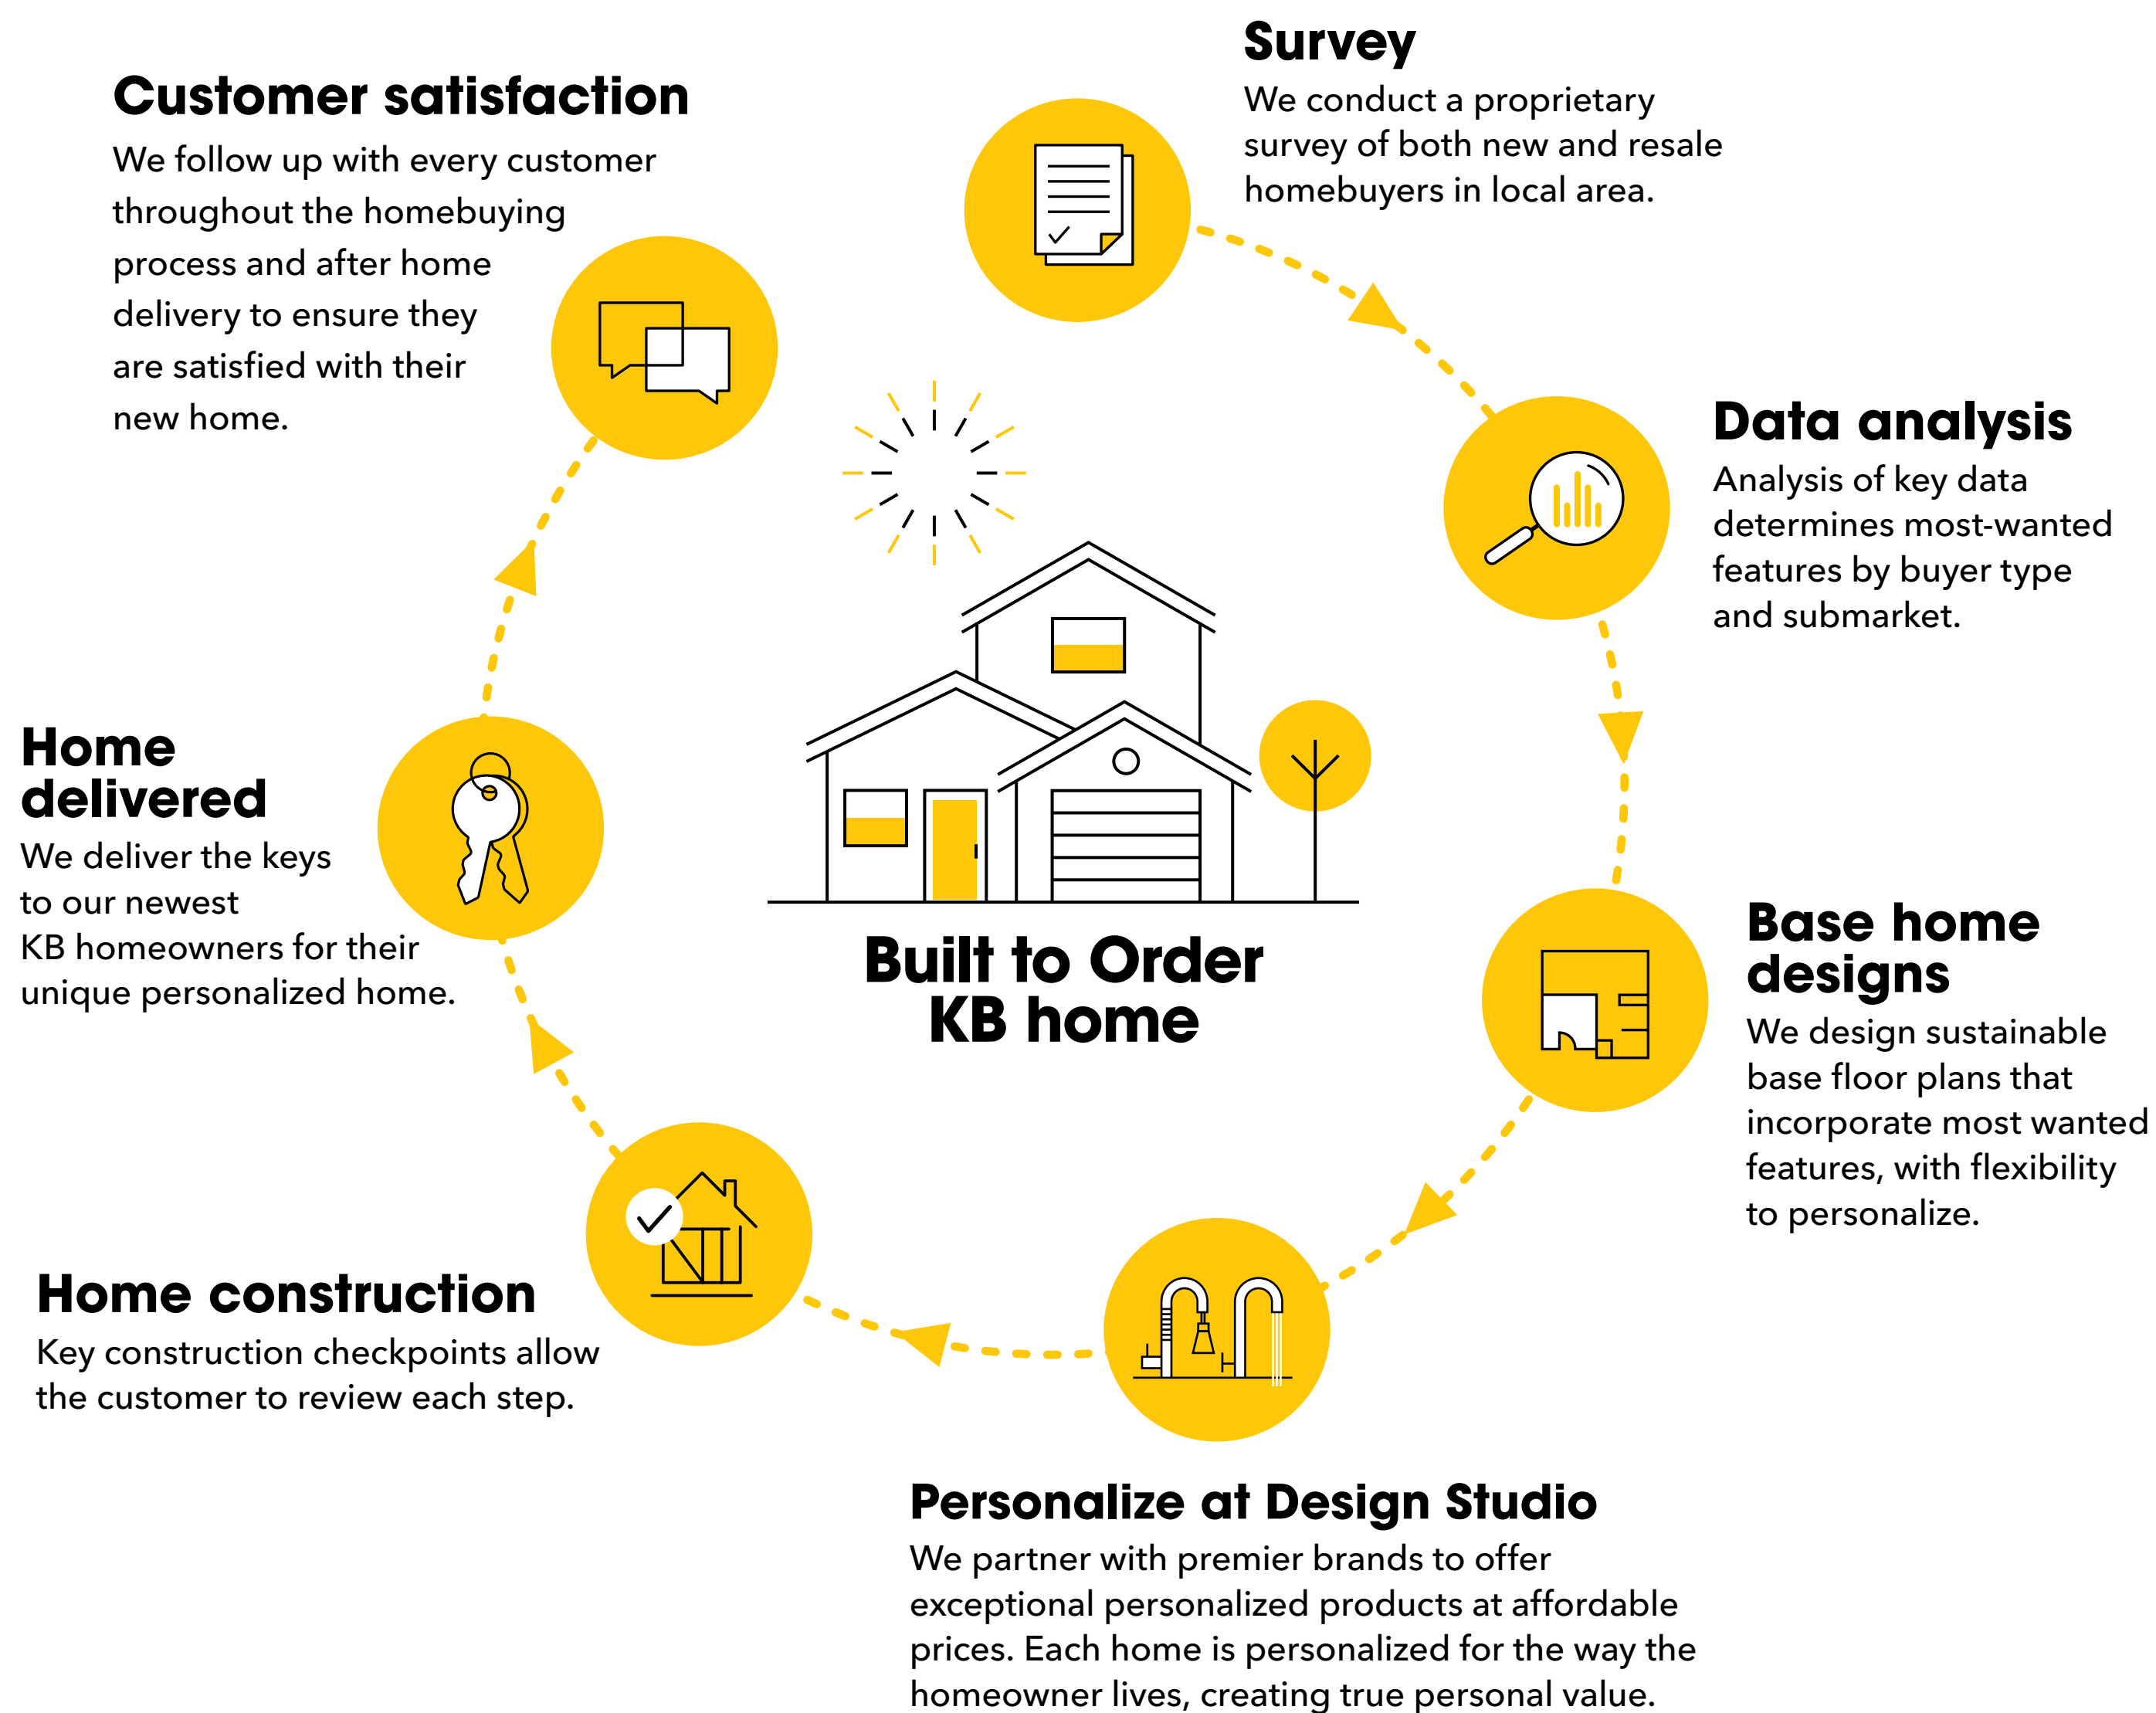 Survey
We conduct a proprietary
survey of both new and resale
homebuyers in local area.
Data analysis
Analysis of key data
determines most-wanted
features by buyer type
and submarket.
Base home
designs
We design sustainable
base floor plans that
incorporate most wanted
features, with flexibility
to personalize.
Personalize at Design Studio
We partner with premier brands to offer
exceptional personalized products at affordable
prices. Each home is personalized for the way the
homeowner lives, creating true personal value.
Home construction
Key construction checkpoints allow
the customer to review each step.
Home
delivered
We deliver the keys
to our newest
KB homeowners for their
unique personalized home.
Customer satisfaction
We follow up with every customer
throughout the homebuying
process and after home
delivery to ensure they
are satisfied with their
new home.
Built to Order
KB home